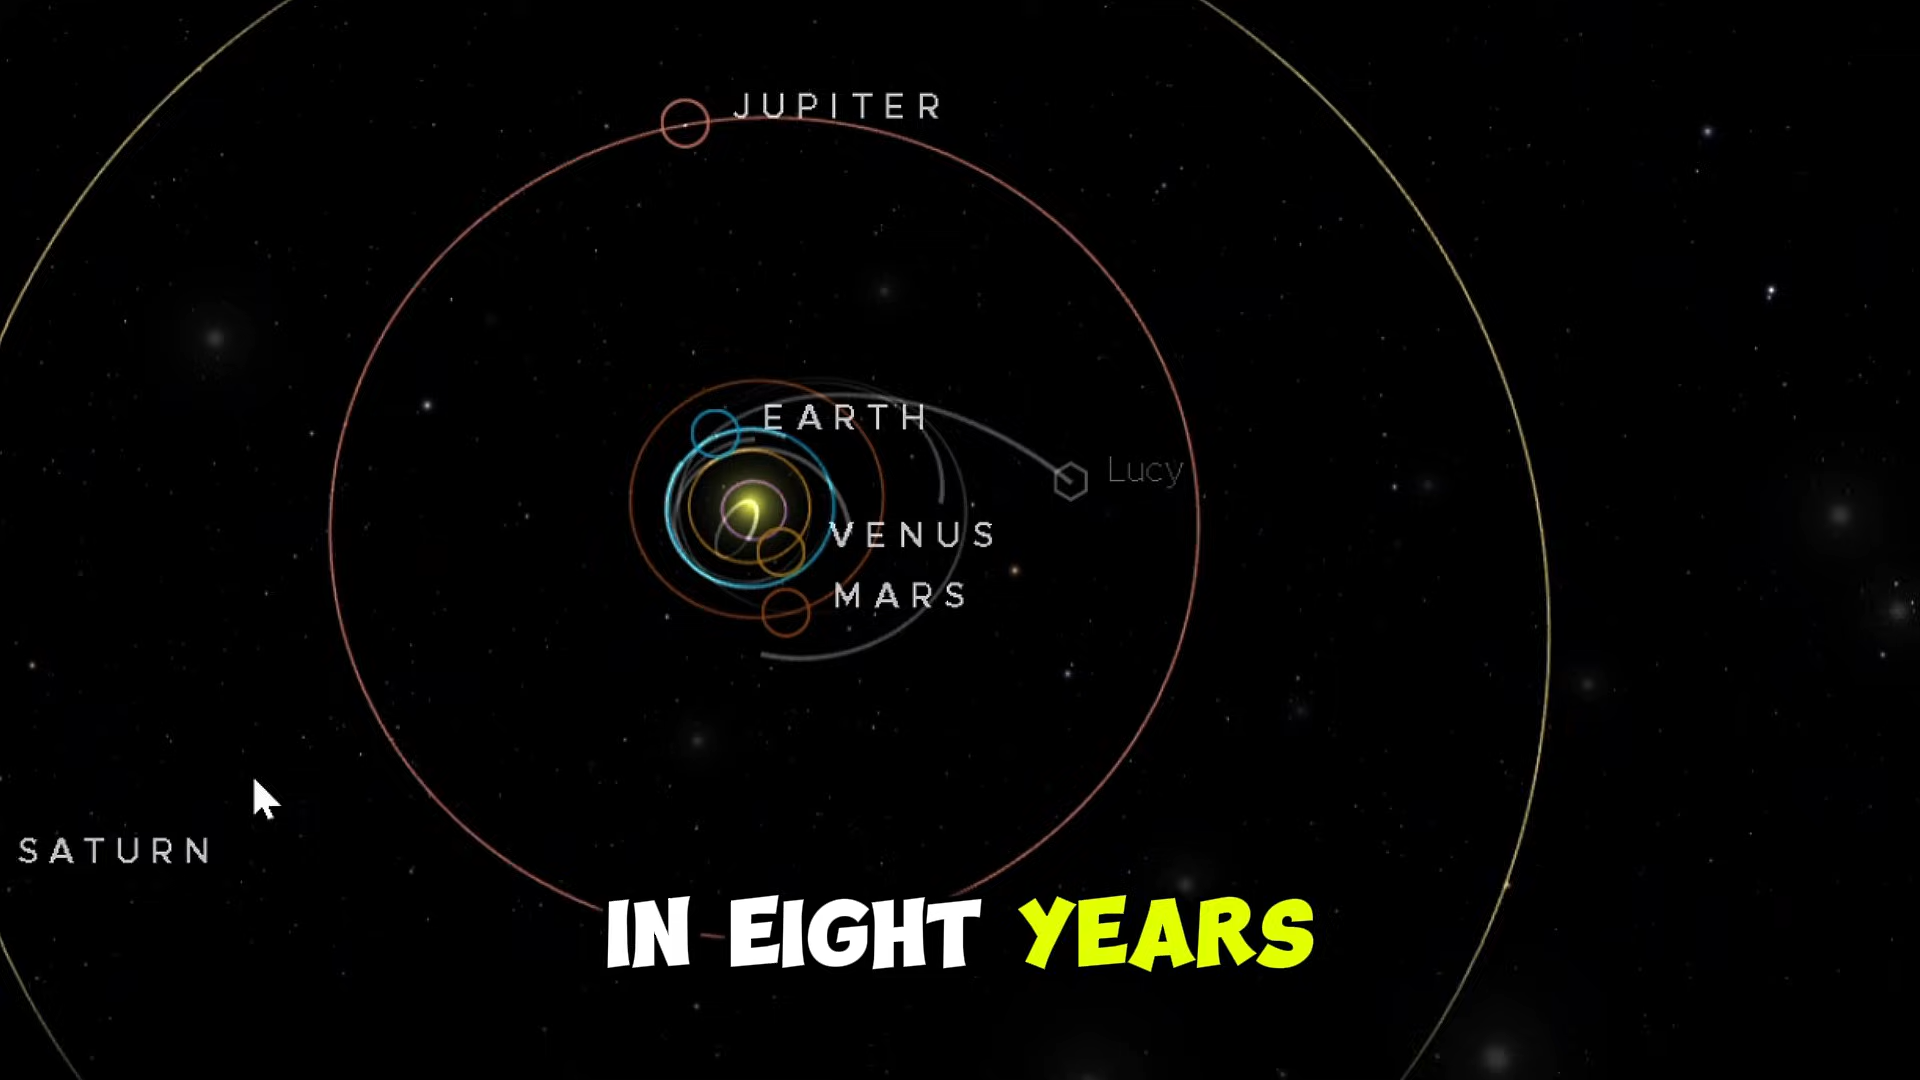 JUPITER
EARTH
Lucy
VENUS
MARS
SATURN
IN EIGHT YEARS